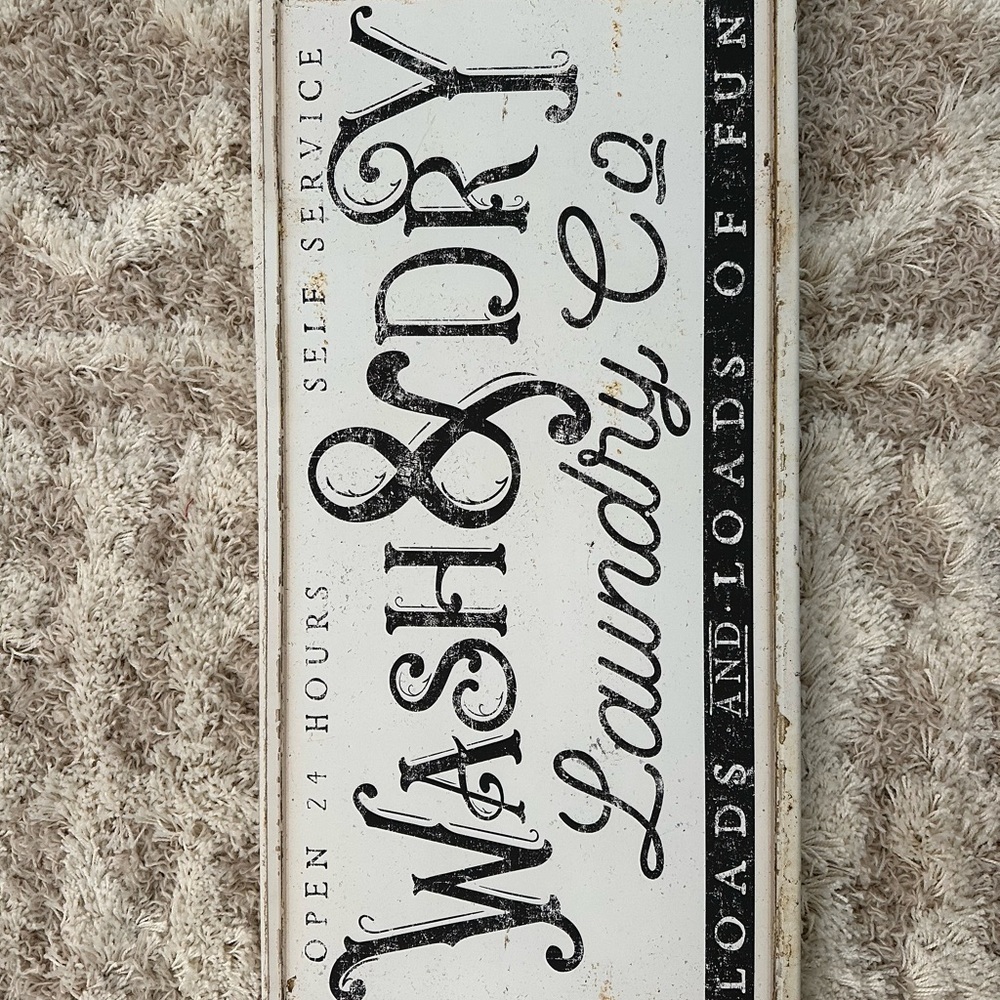 OPEN 24 HOURS SELF SERVICE
WASH & DRY
Laundry Co.
LOADS AND LOADS OF FUN